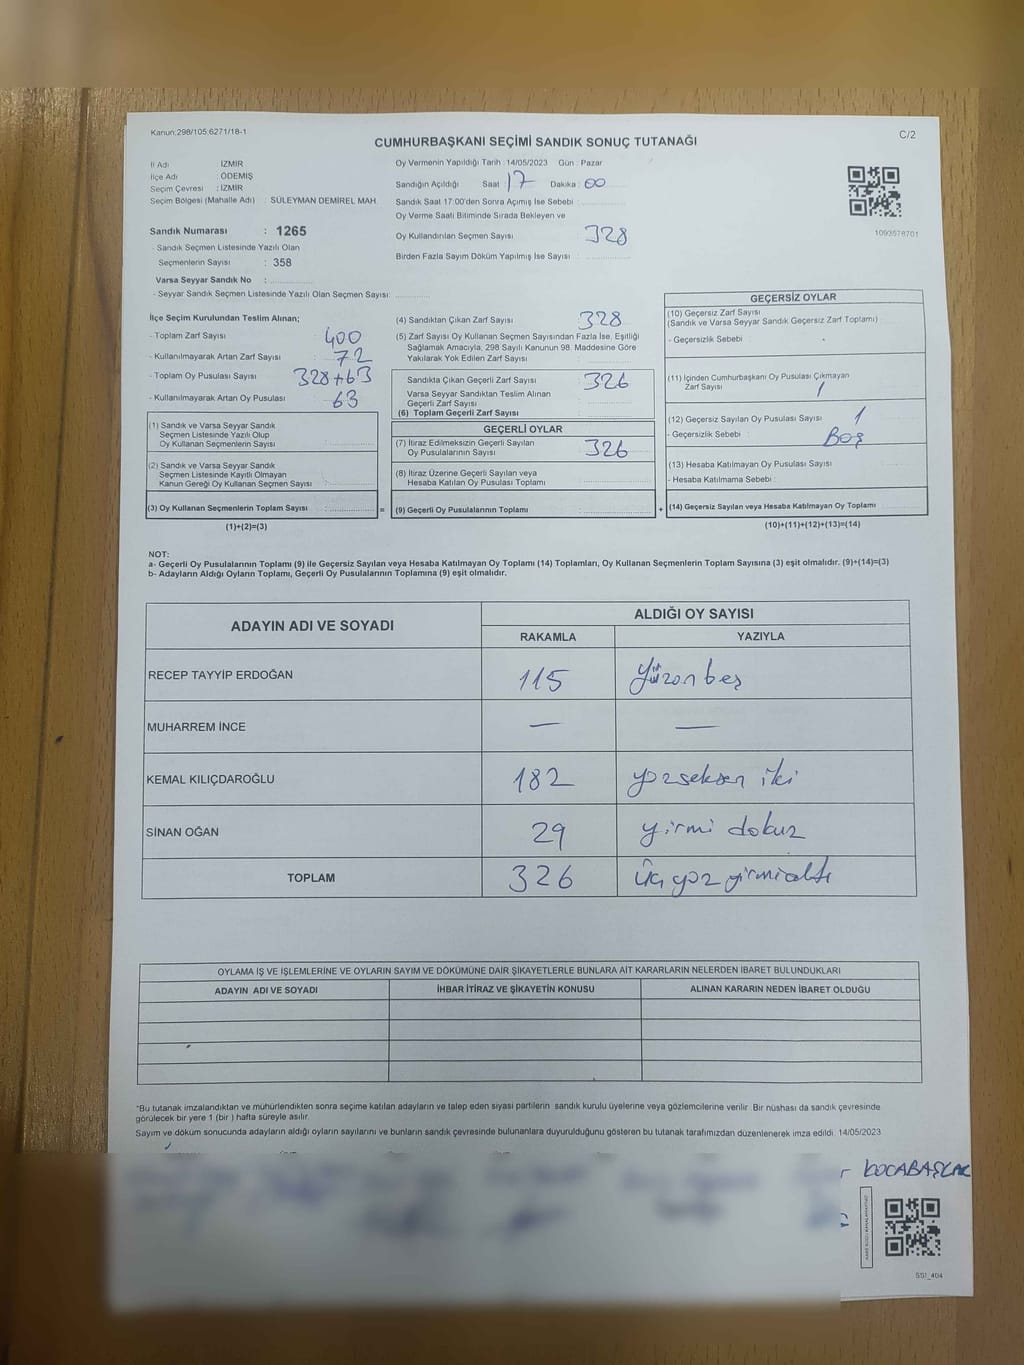 Kanun:298/105,6271/18-1
C/2
CUMHURBAŞKANI SEÇİMİ SANDIK SONUÇ TUTANAĞI
İl Adı : İZMİR
İlçe Adı : ÖDEMİŞ
Seçim Çevresi : İZMİR
Seçim Bölgesi (Mahalle Adı) : SÜLEYMAN DEMİREL MAH.
Sandık Numarası : 1265
- Sandık Seçmen Listesinde Yazılı Olan
Seçmenlerin Sayısı : 358
Varsa Seyyar Sandık No :
- Seyyar Sandık Seçmen Listesinde Yazılı Olan Seçmen Sayısı:
Oy Vermenin Yapıldığı Tarih : 14/05/2023 Gün : Pazar
Sandığın Açıldığı Saat 17 Dakika : 00
Sandık Saat 17:00'den Sonra Açımış İse Sebebi :
Oy Verme Saati Bitiminde Sırada Bekleyen ve
Oy Kullandırılan Seçmen Sayısı : 328
Birden Fazla Sayım Döküm Yapılmış İse Sayısı :
1093578701
İlçe Seçim Kurulundan Teslim Alınan;
- Toplam Zarf Sayısı : 400
- Kullanılmayarak Artan Zarf Sayısı : 72
- Toplam Oy Pusulası Sayısı : 328+63
- Kullanılmayarak Artan Oy Pusulası : 63
(1) Sandık ve Varsa Seyyar Sandık
Seçmen Listesinde Yazılı Olup
Oy Kullanan Seçmenlerin Sayısı :
(2) Sandık ve Varsa Seyyar Sandık
Seçmen Listesinde Kayıtlı Olmayan
Kanun Gereği Oy Kullanan Seçmen Sayısı :
(3) Oy Kullanan Seçmenlerin Toplam Sayısı :
(1)+(2)=(3)
(4) Sandıktan Çıkan Zarf Sayısı : 328
(5) Zarf Sayısı Oy Kullanan Seçmen Sayısından Fazla İse, Eşitliği
Sağlamak Amacıyla, 298 Sayılı Kanunun 98. Maddesine Göre
Yakılarak Yok Edilen Zarf Sayısı :
Sandıkta Çıkan Geçerli Zarf Sayısı : 326
Varsa Seyyar Sandıktan Teslim Alınan
Geçerli Zarf Sayısı :
(6) Toplam Geçerli Zarf Sayısı :
GEÇERLİ OYLAR
(7) İtiraz Edilmeksizin Geçerli Sayılan
Oy Pusulalarının Sayısı : 326
(8) İtiraz Üzerine Geçerli Sayılan veya
Hesaba Katılan Oy Pusulası Toplamı :
= (9) Geçerli Oy Pusulalarının Toplamı :
GEÇERSİZ OYLAR
(10) Geçersiz Zarf Sayısı
(Sandık ve Varsa Seyyar Sandık Geçersiz Zarf Toplamı) :
- Geçersizlik Sebebi :
(11) İçinden Cumhurbaşkanı Oy Pusulası Çıkmayan
Zarf Sayısı : 1
(12) Geçersiz Sayılan Oy Pusulası Sayısı : 1
- Geçersizlik Sebebi : Boş
(13) Hesaba Katılmayan Oy Pusulası Sayısı :
- Hesaba Katılmama Sebebi :
+ (14) Geçersiz Sayılan veya Hesaba Katılmayan Oy Toplamı :
(10)+(11)+(12)+(13)=(14)
NOT:
a- Geçerli Oy Pusulalarının Toplamı (9) ile Geçersiz Sayılan veya Hesaba Katılmayan Oy Toplamı (14) Toplamları, Oy Kullanan Seçmenlerin Toplam Sayısına (3) eşit olmalıdır. (9)+(14)=(3)
b- Adayların Aldığı Oyların Toplamı, Geçerli Oy Pusulalarının Toplamına (9) eşit olmalıdır.
ADAYIN ADI VE SOYADI
ALDIĞI OY SAYISI
RAKAMLA YAZIYLA
RECEP TAYYİP ERDOĞAN 115 yüzon beş
MUHARREM İNCE — —
KEMAL KILIÇDAROĞLU 182 yüzseksen iki
SİNAN OĞAN 29 yirmi dokuz
TOPLAM 326 üç yüz yirmialtı
OYLAMA İŞ VE İŞLEMLERİNE VE OYLARIN SAYIM VE DÖKÜMÜNE DAİR ŞİKAYETLERLE BUNLARA AİT KARARLARIN NELERDEN İBARET BULUNDUKLARI
ADAYIN ADI VE SOYADI İHBAR İTİRAZ VE ŞİKAYETİN KONUSU ALINAN KARARIN NEDEN İBARET OLDUĞU
*Bu tutanak imzalandıktan ve mühürlendikten sonra seçime katılan adayların ve talep eden siyasi partilerin sandık kurulu üyelerine veya gözlemcilerine verilir. Bir nüshası da sandık çevresinde
görülecek bir yere 1 (bir ) hafta süreyle asılır.
Sayım ve döküm sonucunda adayların aldığı oyların sayılarını ve bunların sandık çevresinde bulunanlara duyurulduğunu gösteren bu tutanak tarafımızdan düzenlenerek imza edildi. 14/05/2023
r KOCABAŞLAK
SS1_404